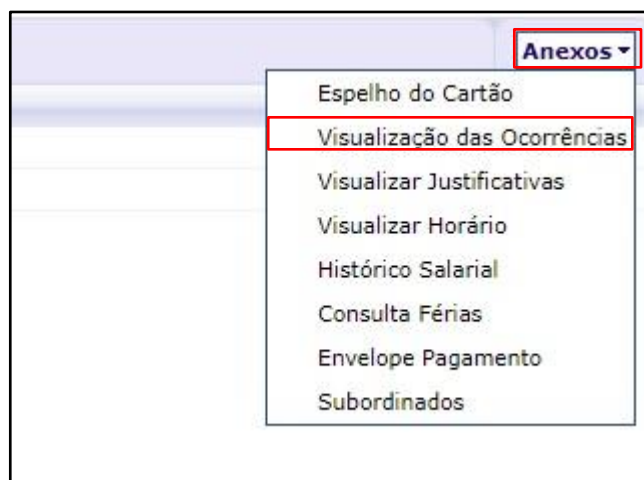 Anexos
Espelho do Cartão
Visualização das Ocorrências
Visualizar Justificativas
Visualizar Horário
Histórico Salarial
Consulta Férias
Envelope Pagamento
Subordinados